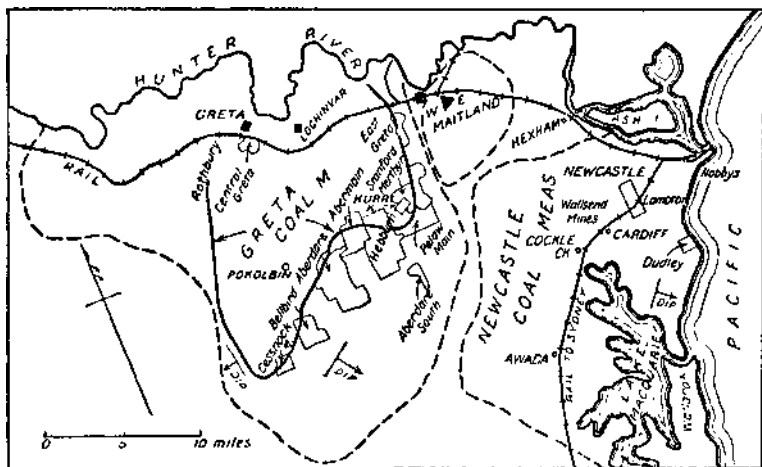 HUNTER RIVER
GRETA
LOCHINVAR
W E
MAITLAND
HEXHAM
ASH I
NEWCASTLE
Nobbys
RAIL
Rothbury
Central Greta
East Greta
Stanford Merthyr
KURRI
Hebburn
Pelaw Main
Abermain
Aberdare
GRETA COAL M
POKOLBIN
Bellbird
Cessnock
Aberdare South
NEWCASTLE COAL MEAS
Wallsend Mines
Lambton
COCKLE CK
CARDIFF
Dudley
DIP
DIP
DIP
AWABA
RAIL TO SYDNEY
LAKE MACQUARIE
PACIFIC
0 5 10 miles